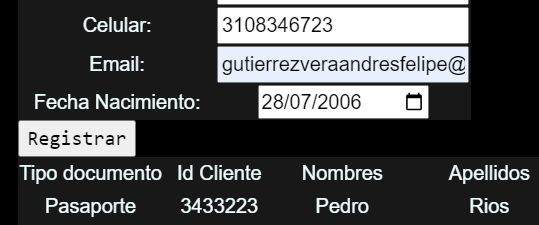 Celular: 3108346723
Email: gutierrezveraandresfelipe@
Fecha Nacimiento: 28/07/2006
Registrar
Tipo documento Id Cliente Nombres Apellidos
Pasaporte 3433223 Pedro Rios